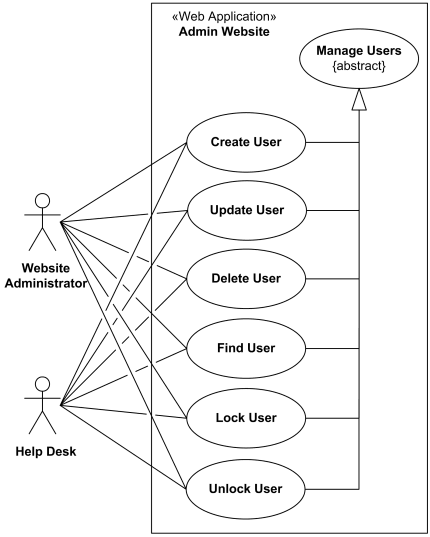 «Web Application»
Admin Website
Manage Users
{abstract}
Create User
Update User
Delete User
Find User
Lock User
Unlock User
Website
Administrator
Help Desk